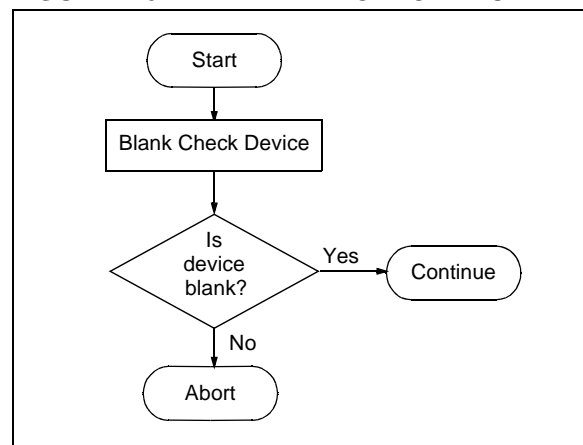 Start
Blank Check Device
Is
device
blank?
Yes
Continue
No
Abort